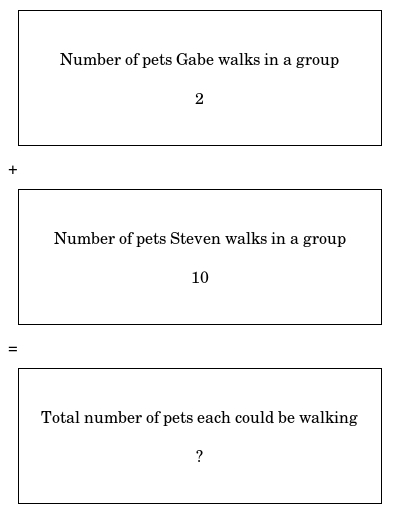 Number of pets Gabe walks in a group
2
+
Number of pets Steven walks in a group
10
=
Total number of pets each could be walking
?